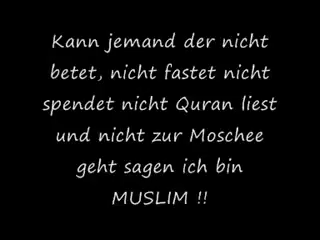 Kann jemand der nicht
betet, nicht fastet nicht
spendet nicht Quran liest
und nicht zur Moschee
geht sagen ich bin
MUSLIM !!